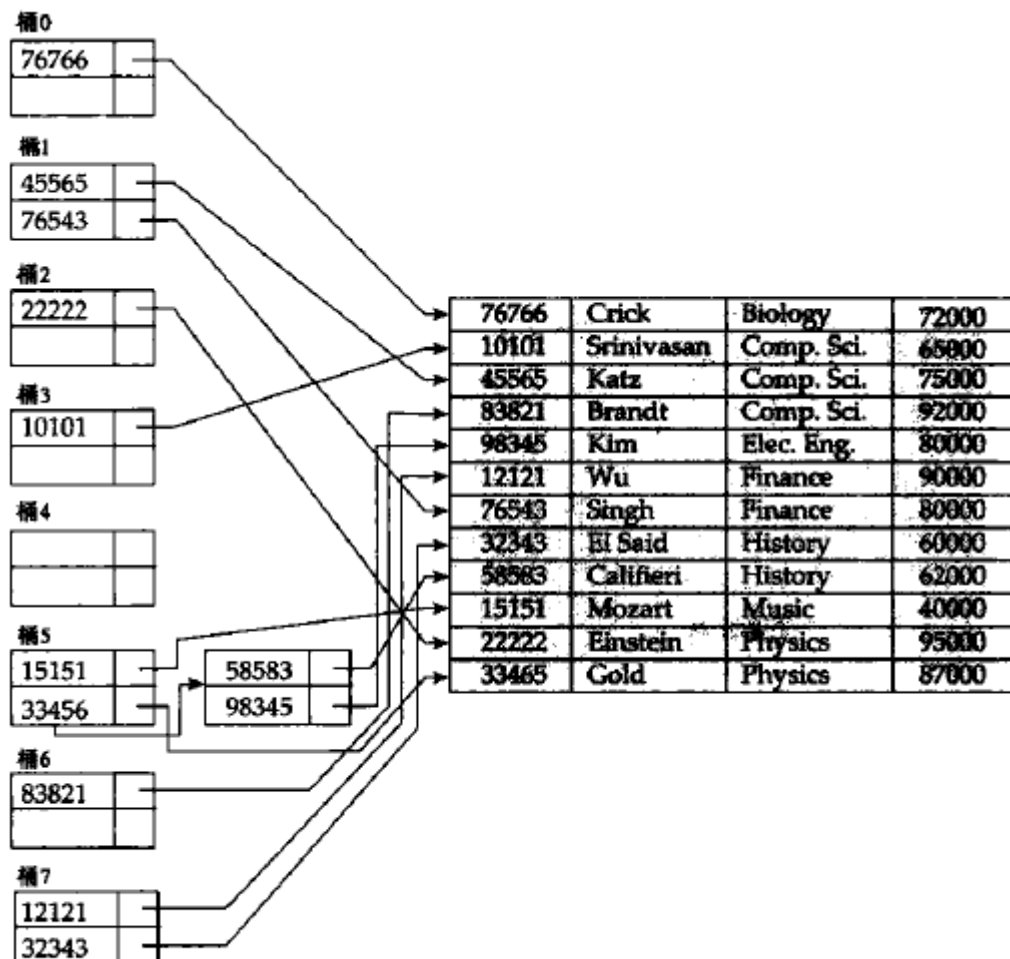 桶0
76766
桶1
45565
76543
桶2
22222
桶3
10101
桶4
桶5
15151
33456
58583
98345
桶6
83821
桶7
12121
32343
76766 Crick Biology 72000
10101 Srinivasan Comp. Sci. 65000
45565 Katz Comp. Sci. 75000
83821 Brandt Comp. Sci. 92000
98345 Kim Elec. Eng. 80000
12121 Wu Finance 90000
76543 Singh Finance 80000
32343 El Said History 60000
58583 Califieri History 62000
15151 Mozart Music 40000
22222 Einstein Physics 95000
33465 Gold Physics 87000